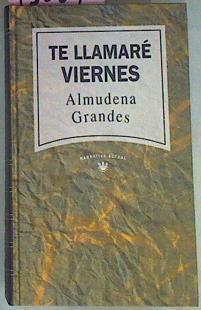 TE LLAMARÉ
VIERNES
Almudena
Grandes
NARRATIVA ACTUAL